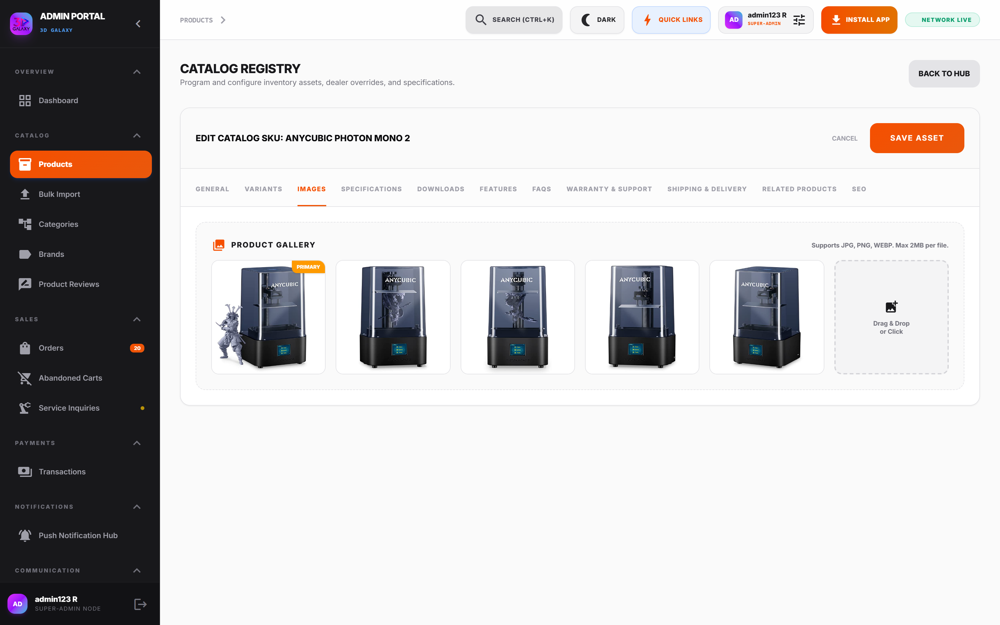 3D GALAXY
ADMIN PORTAL
3D GALAXY
OVERVIEW
Dashboard
CATALOG
Products
Bulk Import
Categories
Brands
Product Reviews
SALES
Orders
20
Abandoned Carts
Service Inquiries
PAYMENTS
Transactions
NOTIFICATIONS
Push Notification Hub
COMMUNICATION
AD
admin123 R
SUPER-ADMIN NODE
PRODUCTS
SEARCH (CTRL+K)
DARK
QUICK LINKS
AD
admin123 R
SUPER-ADMIN
INSTALL APP
NETWORK LIVE
CATALOG REGISTRY
Program and configure inventory assets, dealer overrides, and specifications.
BACK TO HUB
EDIT CATALOG SKU: ANYCUBIC PHOTON MONO 2
CANCEL
SAVE ASSET
GENERAL
VARIANTS
IMAGES
SPECIFICATIONS
DOWNLOADS
FEATURES
FAQS
WARRANTY & SUPPORT
SHIPPING & DELIVERY
RELATED PRODUCTS
SEO
PRODUCT GALLERY
Supports JPG, PNG, WEBP. Max 2MB per file.
PRIMARY
ANYCUBIC
ANYCUBIC
ANYCUBIC
ANYCUBIC
ANYCUBIC
Drag & Drop
or Click